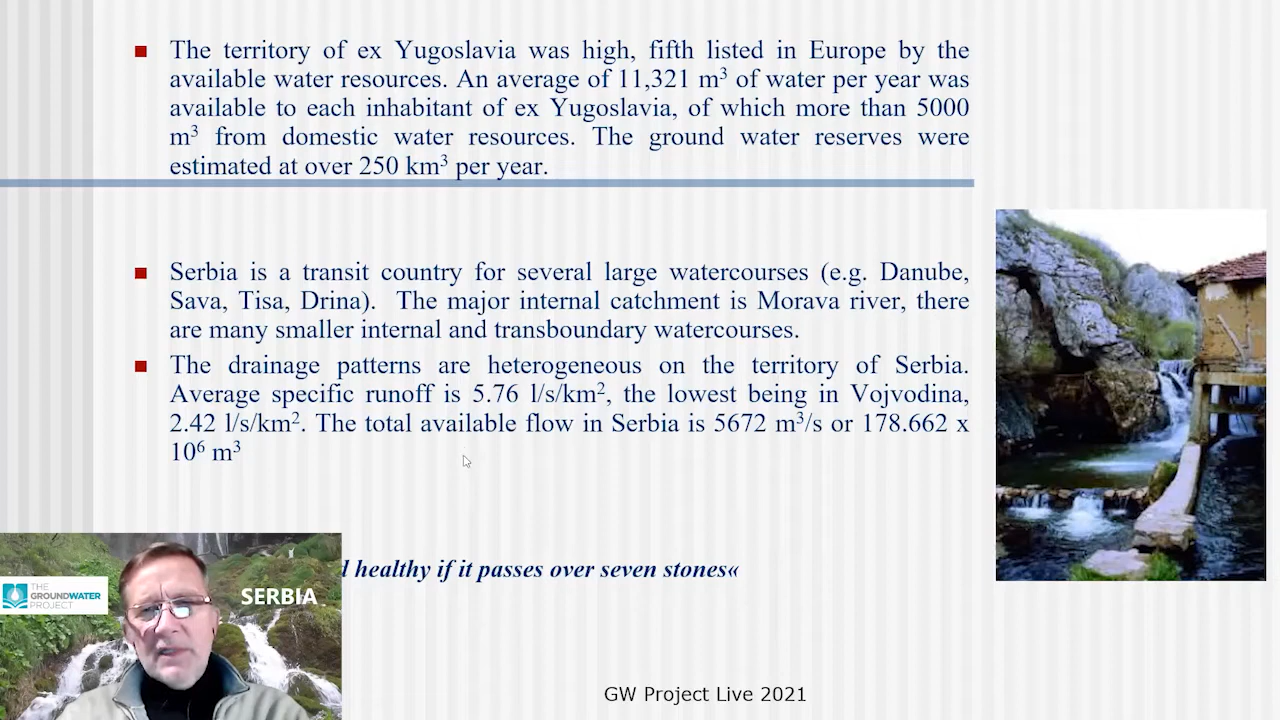 The territory of ex Yugoslavia was high, fifth listed in Europe by the
available water resources. An average of 11,321 m³ of water per year was
available to each inhabitant of ex Yugoslavia, of which more than 5000
m³ from domestic water resources. The ground water reserves were
estimated at over 250 km³ per year.
Serbia is a transit country for several large watercourses (e.g. Danube,
Sava, Tisa, Drina). The major internal catchment is Morava river, there
are many smaller internal and transboundary watercourses.
The drainage patterns are heterogeneous on the territory of Serbia.
Average specific runoff is 5.76 l/s/km², the lowest being in Vojvodina,
2.42 l/s/km². The total available flow in Serbia is 5672 m³/s or 178.662 x
10⁶ m³
healthy if it passes over seven stones«
THE
GROUNDWATER
PROJECT
SERBIA
GW Project Live 2021